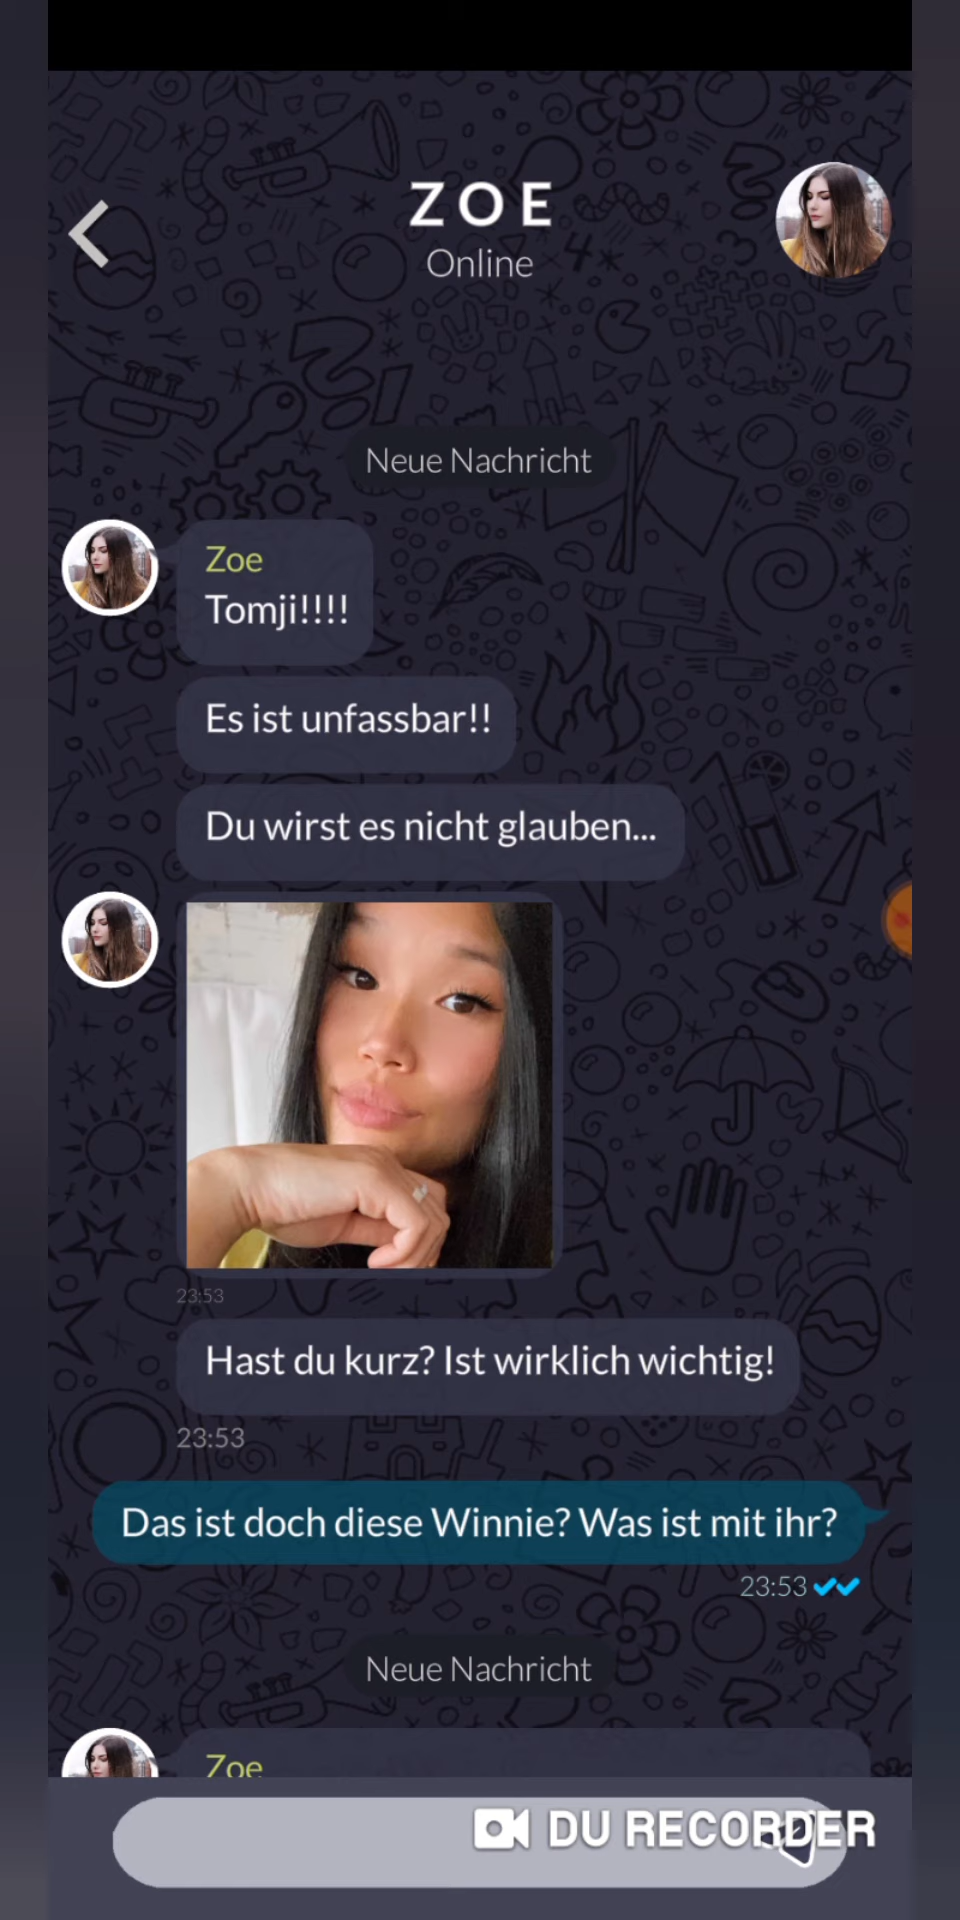 ZOE
Online
Neue Nachricht
Zoe
Tomji!!!!
Es ist unfassbar!!
Du wirst es nicht glauben...
23:53
Hast du kurz? Ist wirklich wichtig!
23:53
Das ist doch diese Winnie? Was ist mit ihr?
23:53
Neue Nachricht
Zoe
DU RECORDER